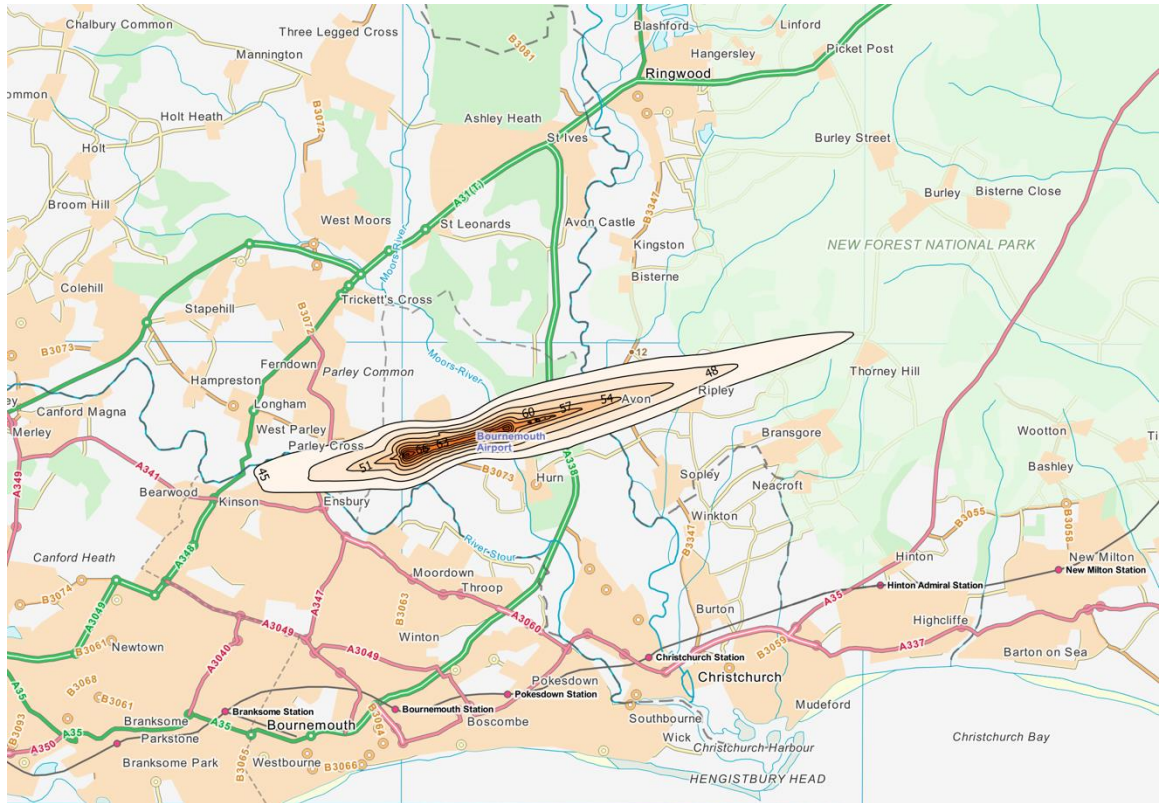 Chalbury Common
Three Legged Cross
Mannington
B3081
Blashford
Linford
Hangersley
Picket Post
Ringwood
ommon
B3072
Holt Heath
Holt
Ashley Heath
St Ives
Burley Street
Broom Hill
West Moors
A31(T)
B3347
Burley
Bisterne Close
St Leonards
Avon Castle
Moors-River
Kingston
NEW FOREST NATIONAL PARK
Colehill
Bisterne
Stapehill
Trickett's Cross
B3072
B3073
Ferndown
Moors-River
12
Parley Common
48
Thorney Hill
Hampreston
Ripley
54
Avon
ey
Canford Magna
Longham
57
60
Merley
West Parley
Bournemouth
Airport
63
66
Bransgore
Wootton
Ti
Parley Cross
51
45
A341
A349
B3073
Hurn
A338
Sopley
Bashley
Bearwood
Kinson
Ensbury
Neacroft
Winkton
B3055
B3058
River-Stour
B3347
Canford Heath
A348
Hinton
New Milton
New Milton Station
B3074
Moordown
Throop
Hinton Admiral Station
A347
B3063
A3049
A35
Burton
A3060
Highcliffe
B3061
Newtown
A3049
Winton
A3049
A337
A3040
B3059
Christchurch Station
Barton on Sea
B3068
Pokesdown
Christchurch
B3061
Pokesdown Station
A35
Branksome Station
Bournemouth Station
Mudeford
B3093
Branksome
A35
Bournemouth
B3064
Boscombe
Southbourne
A35
Parkstone
Wick
Christchurch Harbour
Christchurch Bay
A350
Branksome Park
B3065
Westbourne
B3066
HENGISTBURY HEAD